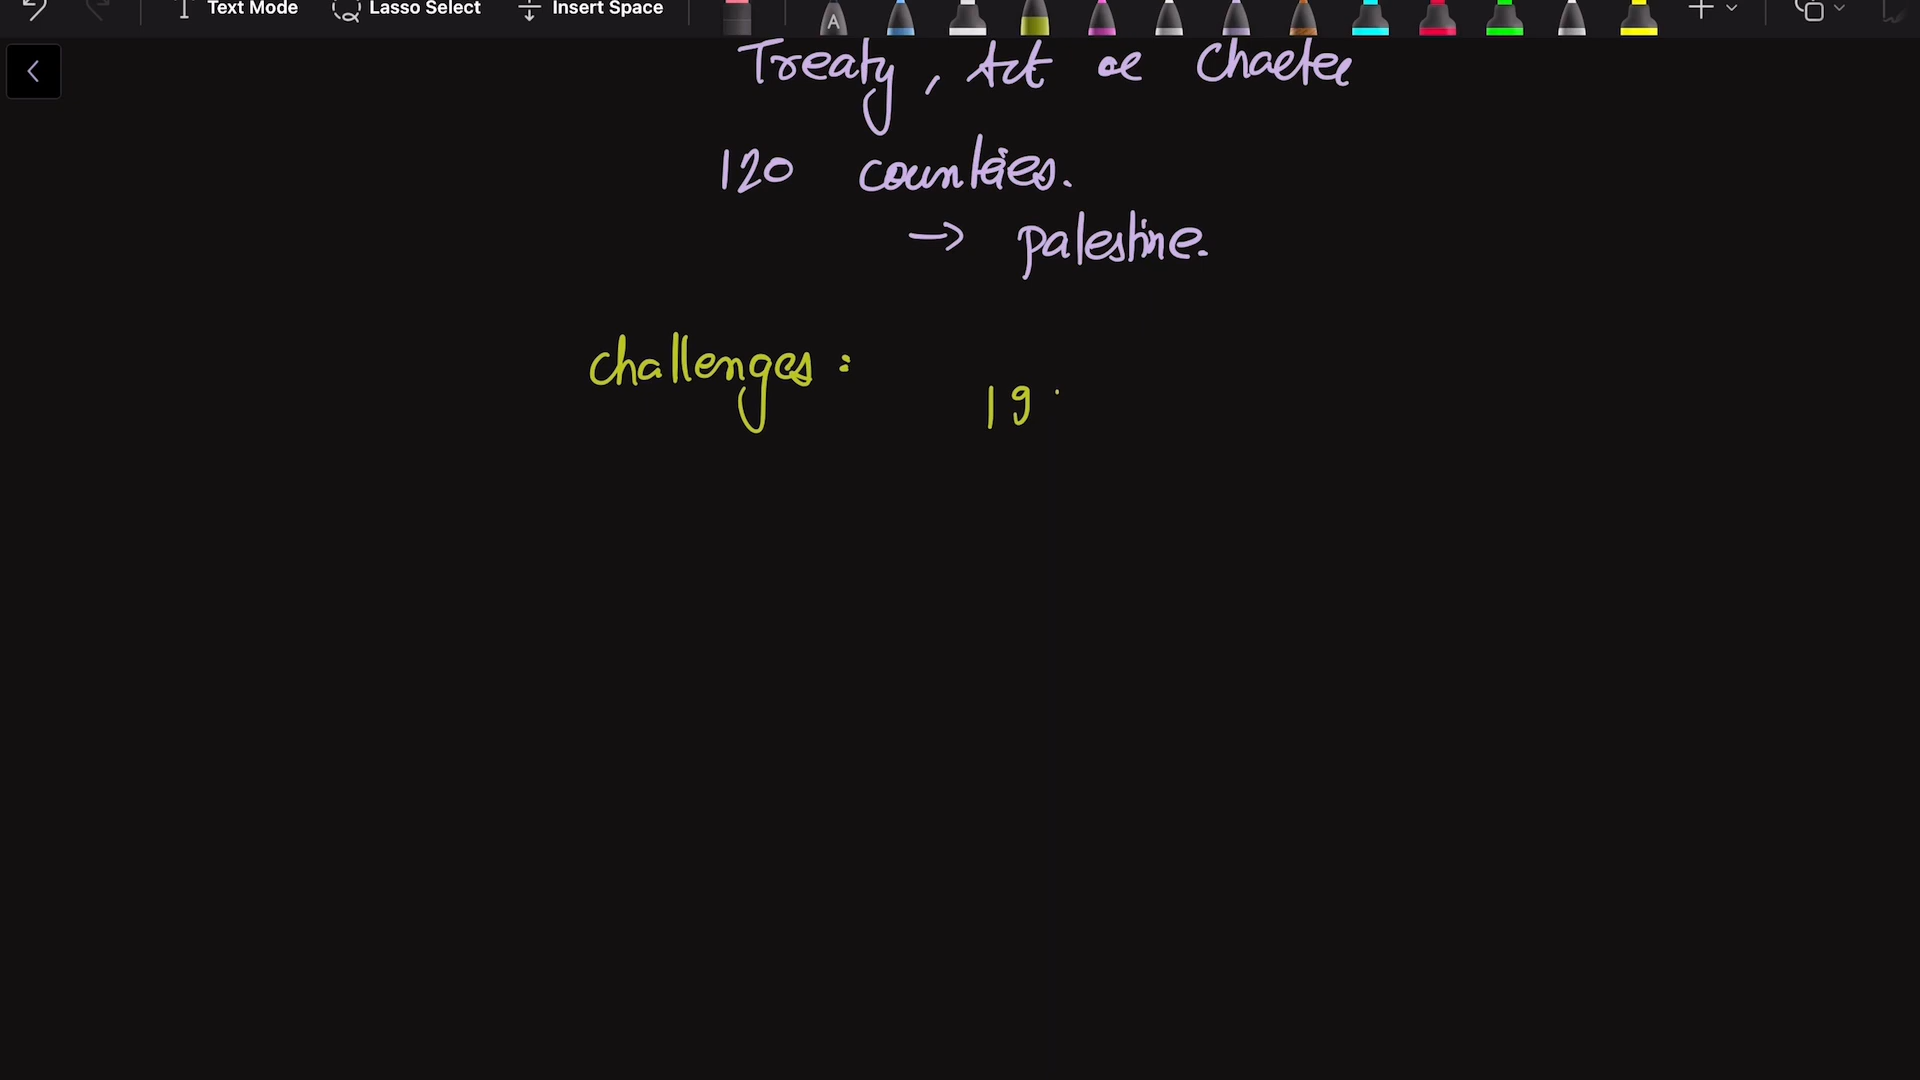 Text Mode Lasso Select Insert Space A
Treaty, Act or Charter
120 countries.
→ palestine.
challenges:
19